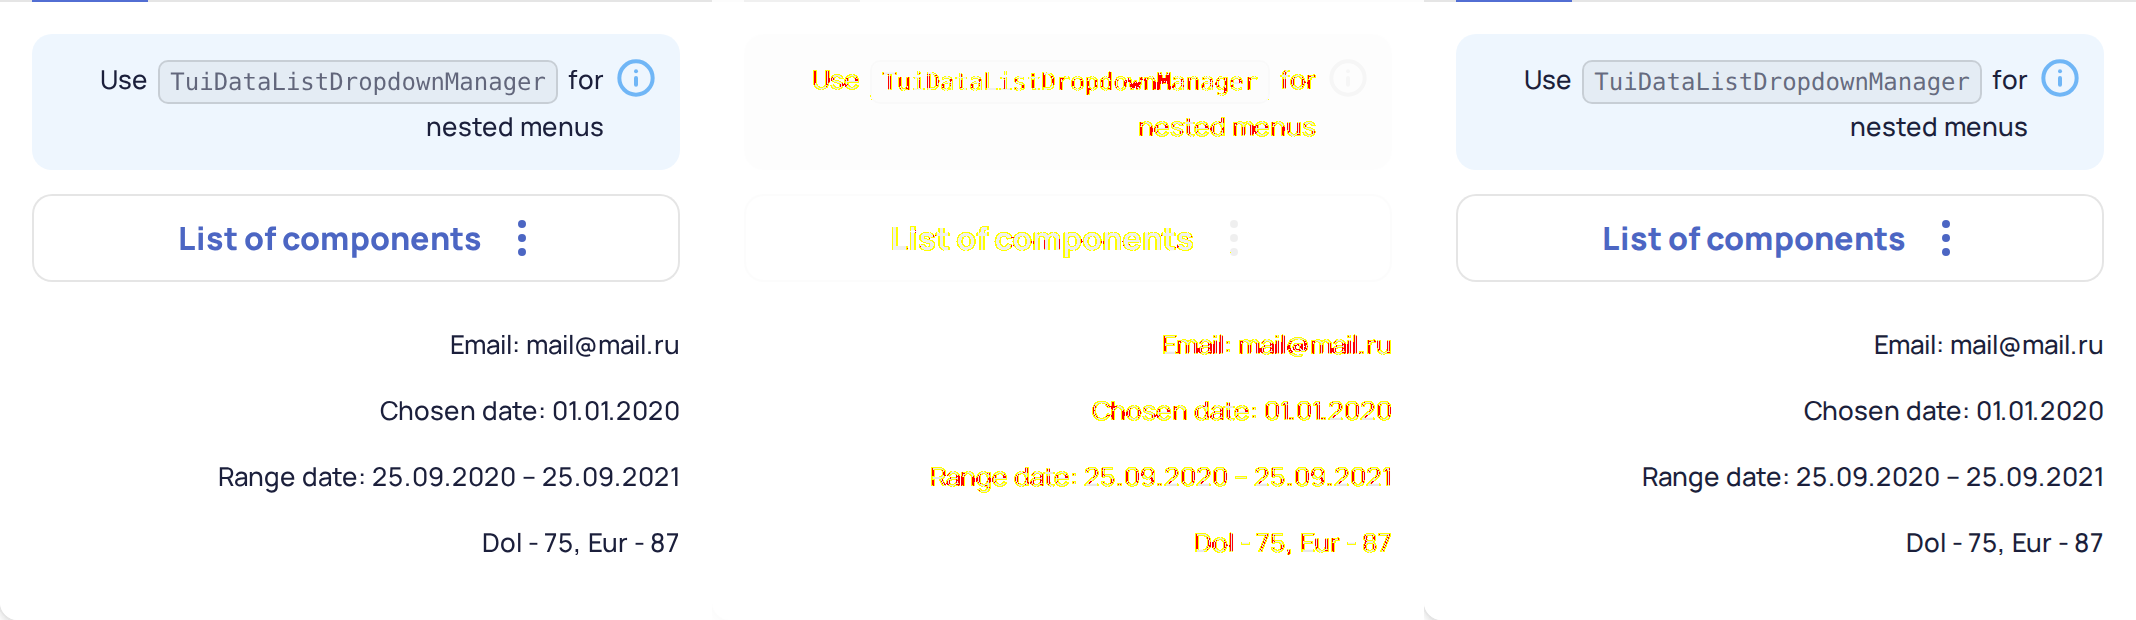 Use TuiDataListDropdownManager for
nested menus
List of components
Email: mail@mail.ru
Chosen date: 01.01.2020
Range date: 25.09.2020 – 25.09.2021
Dol - 75, Eur - 87
Use TuiDataListDropdownManager for
nested menus
List of components
Email: mail@mail.ru
Chosen date: 01.01.2020
Range date: 25.09.2020 – 25.09.2021
Dol - 75, Eur - 87
Use TuiDataListDropdownManager for
nested menus
List of components
Email: mail@mail.ru
Chosen date: 01.01.2020
Range date: 25.09.2020 – 25.09.2021
Dol - 75, Eur - 87